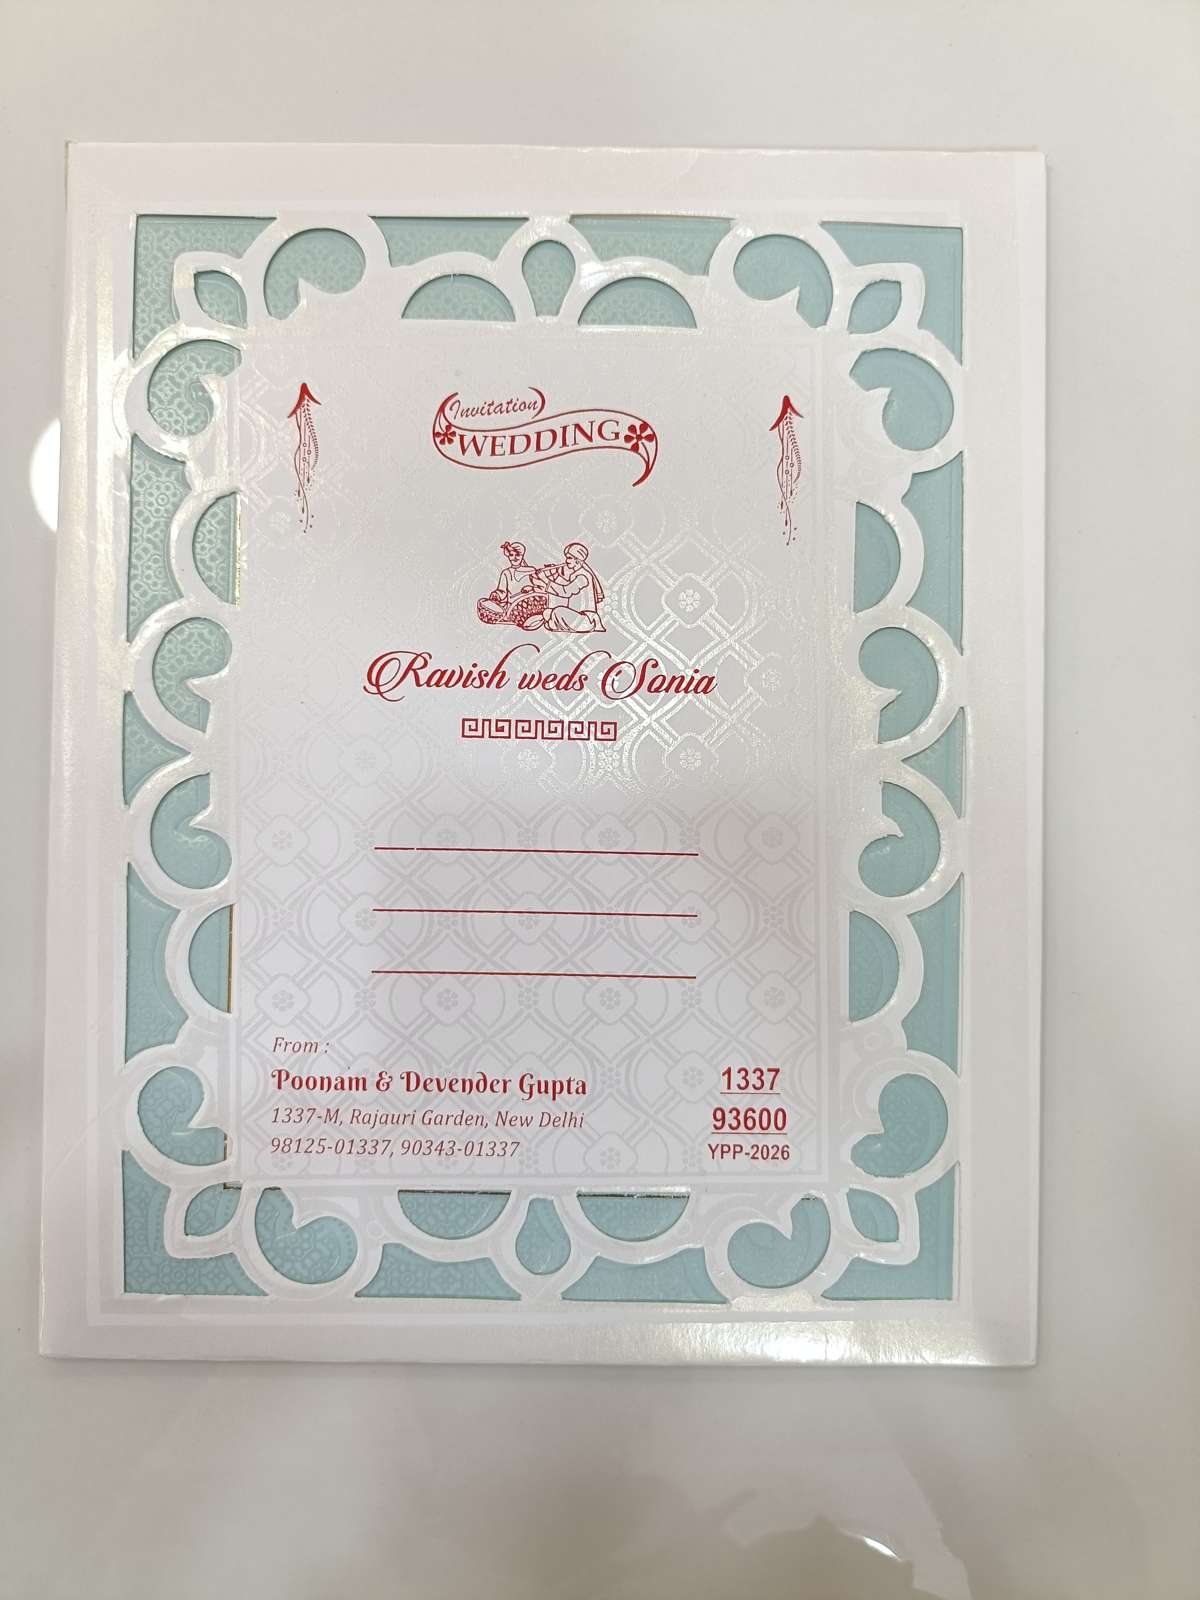 Invitation
WEDDING
Ravish weds Sonia
From :
Poonam & Devender Gupta
1337-M, Rajauri Garden, New Delhi
98125-01337, 90343-01337
1337
93600
YPP-2026